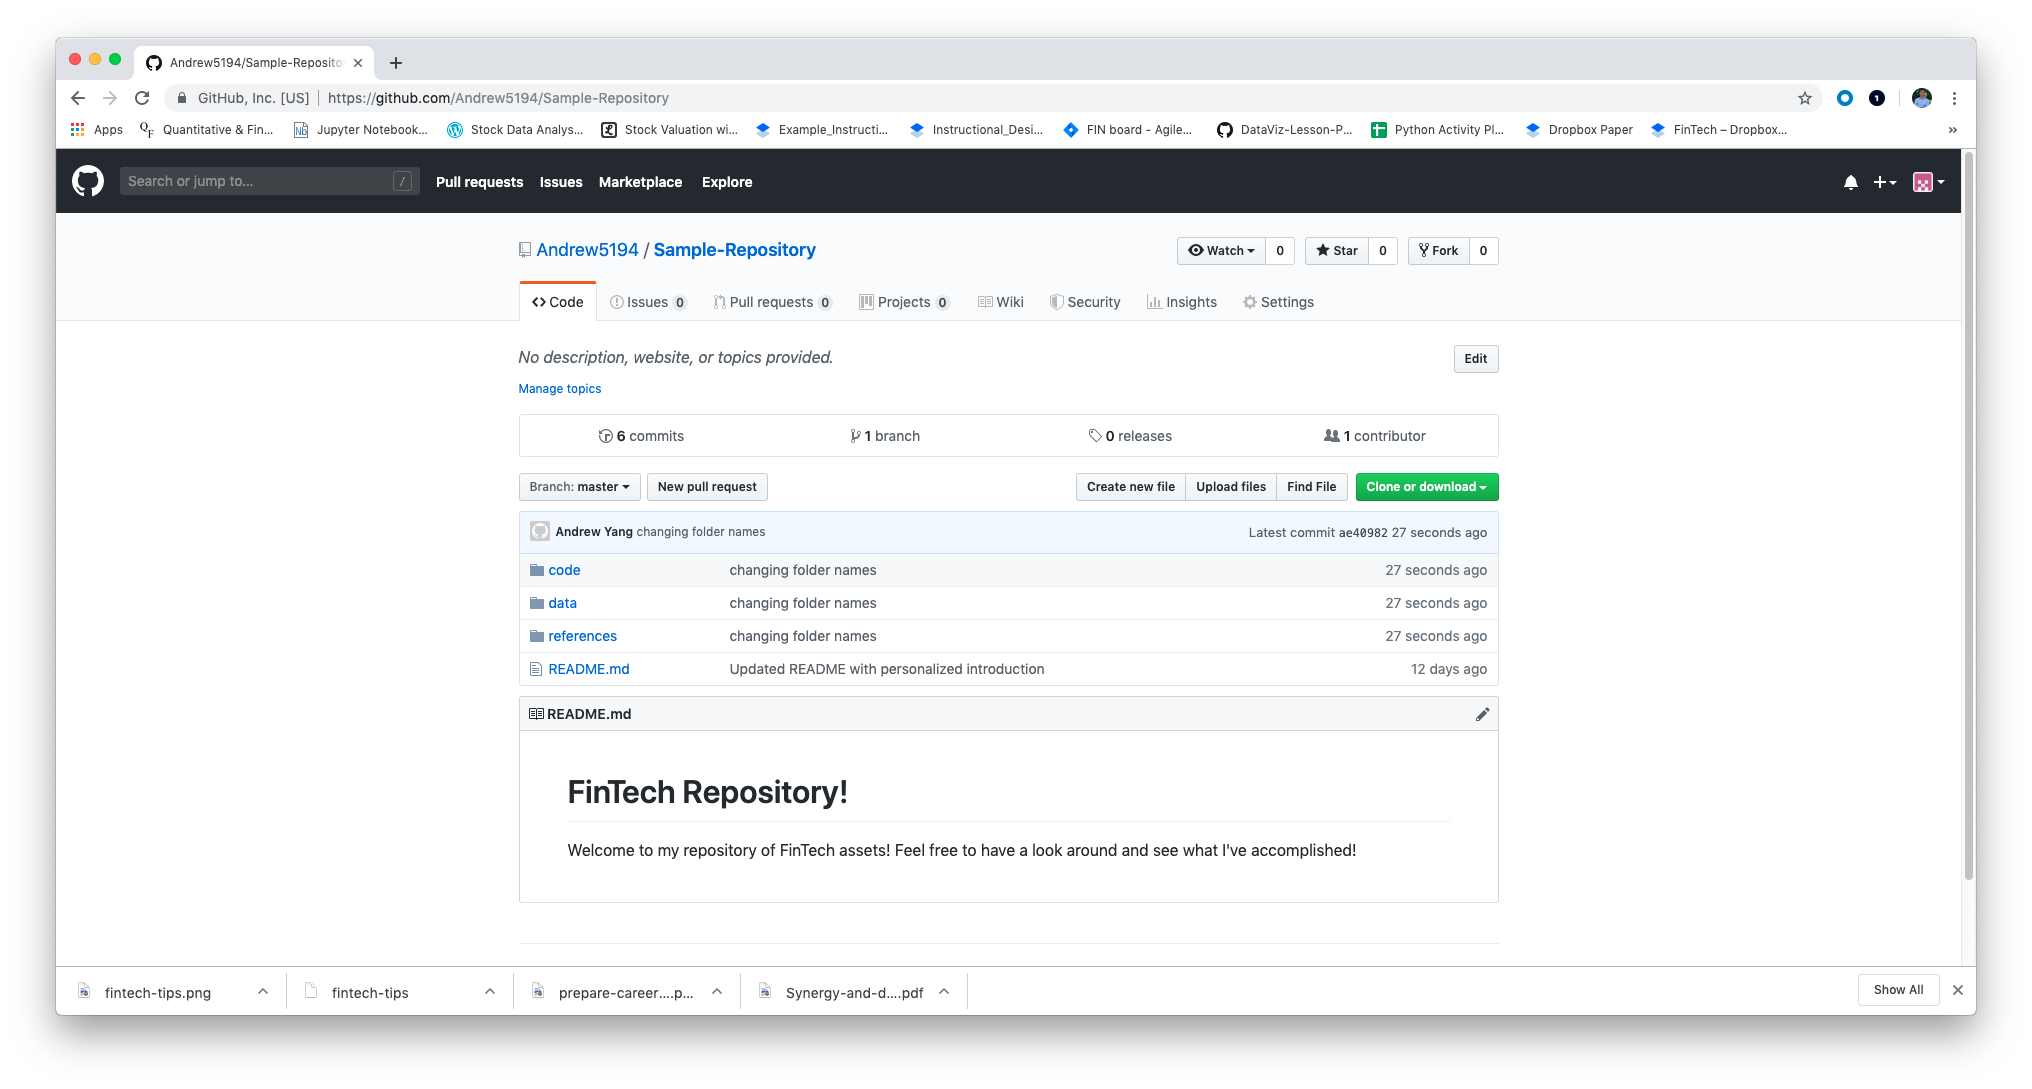 Andrew5194/Sample-Reposito
GitHub, Inc. [US] https://github.com/Andrew5194/Sample-Repository
Apps QF Quantitative & Fin... Nb Jupyter Notebook... Stock Data Analys... Stock Valuation wi... Example_Instructi... Instructional_Desi... FIN board - Agile... DataViz-Lesson-P... Python Activity Pl... Dropbox Paper FinTech – Dropbox... »
Search or jump to... / Pull requests Issues Marketplace Explore
Andrew5194 / Sample-Repository Watch 0 Star 0 Fork 0
Code Issues 0 Pull requests 0 Projects 0 Wiki Security Insights Settings
No description, website, or topics provided. Edit
Manage topics
6 commits 1 branch 0 releases 1 contributor
Branch: master New pull request Create new file Upload files Find File Clone or download
Andrew Yang changing folder names Latest commit ae40982 27 seconds ago
code changing folder names 27 seconds ago
data changing folder names 27 seconds ago
references changing folder names 27 seconds ago
README.md Updated README with personalized introduction 12 days ago
README.md
FinTech Repository!
Welcome to my repository of FinTech assets! Feel free to have a look around and see what I've accomplished!
fintech-tips.png fintech-tips prepare-career....p... Synergy-and-d....pdf Show All